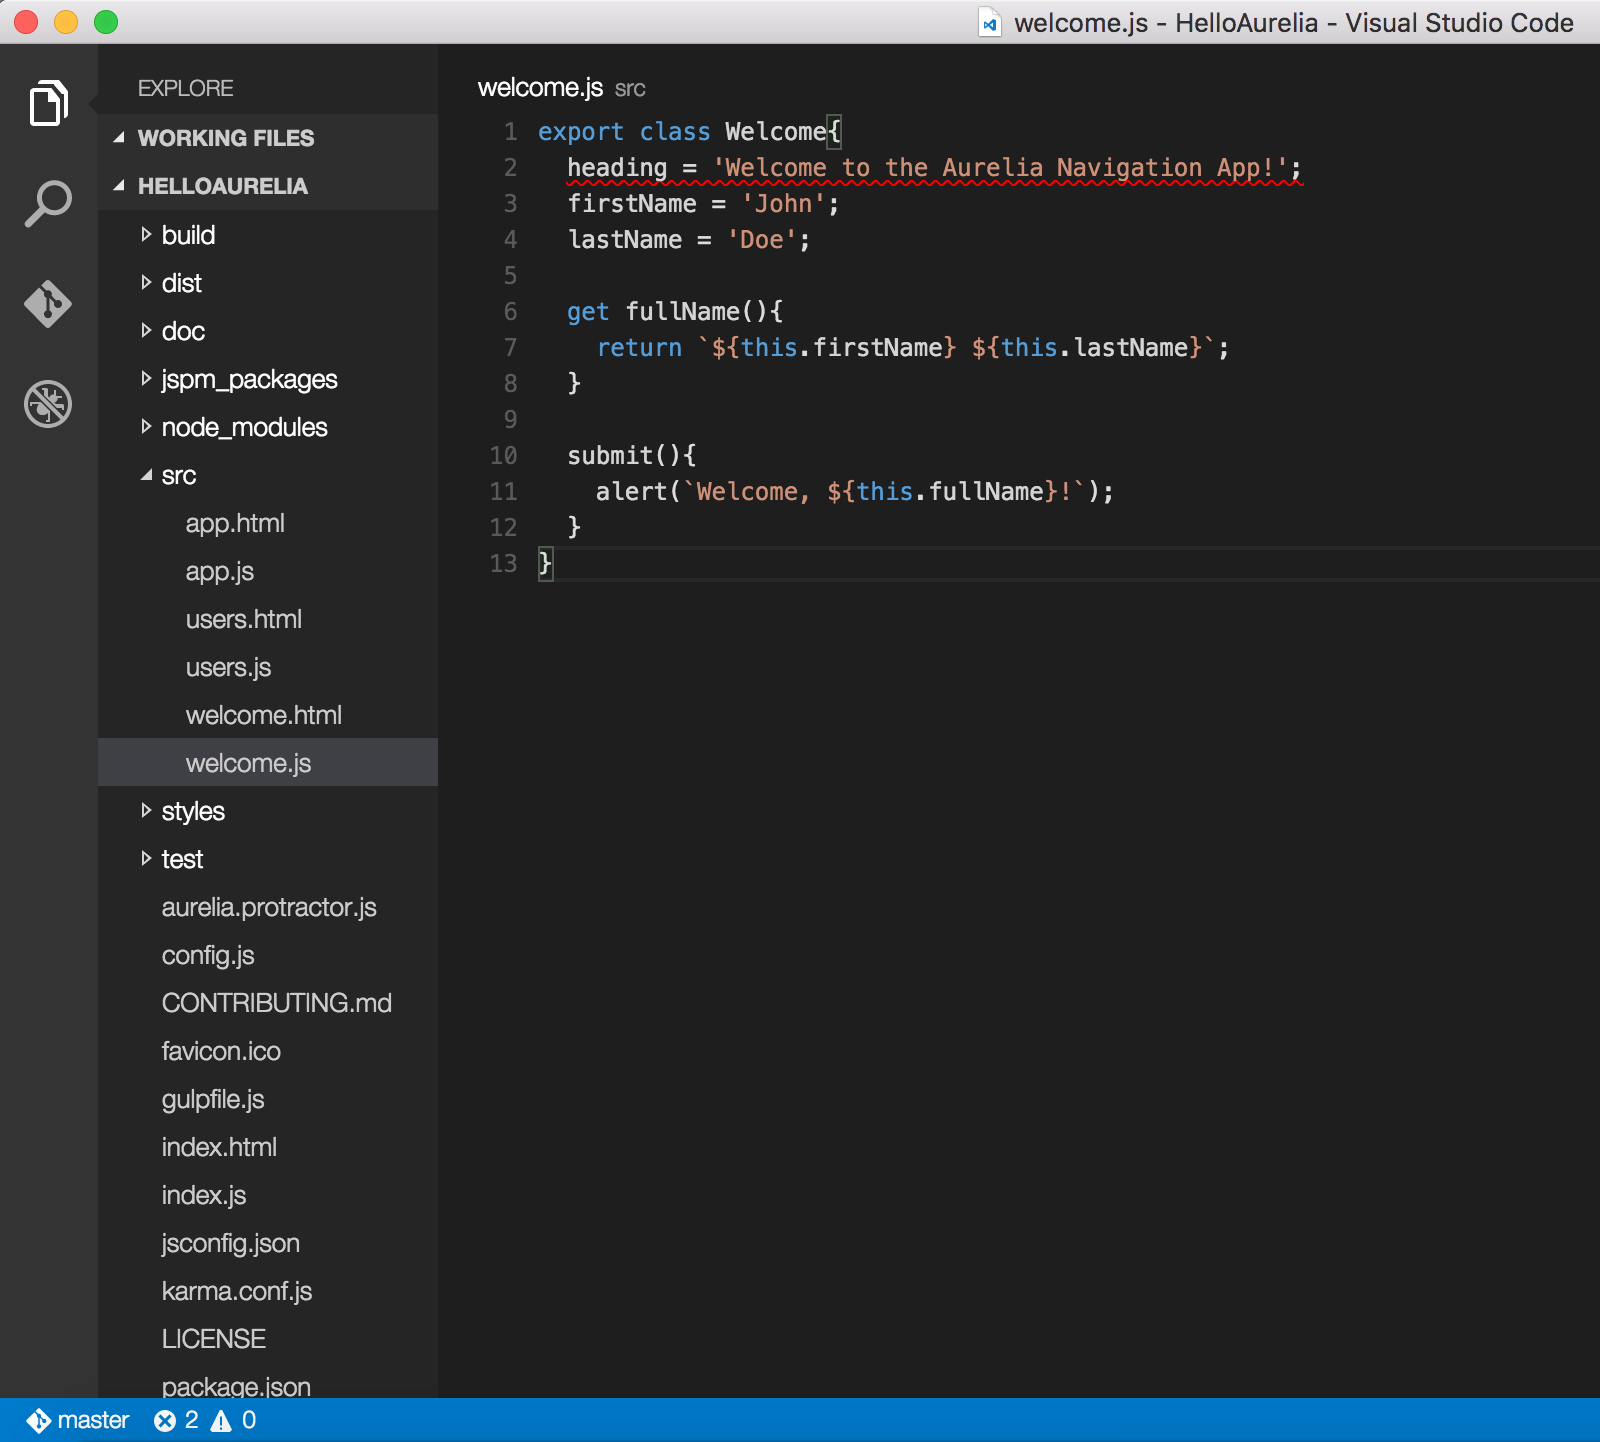 welcome.js - HelloAurelia - Visual Studio Code
EXPLORE
WORKING FILES
HELLOAURELIA
build
dist
doc
jspm_packages
node_modules
src
app.html
app.js
users.html
users.js
welcome.html
welcome.js
styles
test
aurelia.protractor.js
config.js
CONTRIBUTING.md
favicon.ico
gulpfile.js
index.html
index.js
jsconfig.json
karma.conf.js
LICENSE
package.json
welcome.js src
1 export class Welcome{
2   heading = 'Welcome to the Aurelia Navigation App!';
3   firstName = 'John';
4   lastName = 'Doe';
5
6   get fullName(){
7     return `${this.firstName} ${this.lastName}`;
8   }
9
10   submit(){
11     alert(`Welcome, ${this.fullName}!`);
12   }
13 }
master 2 0